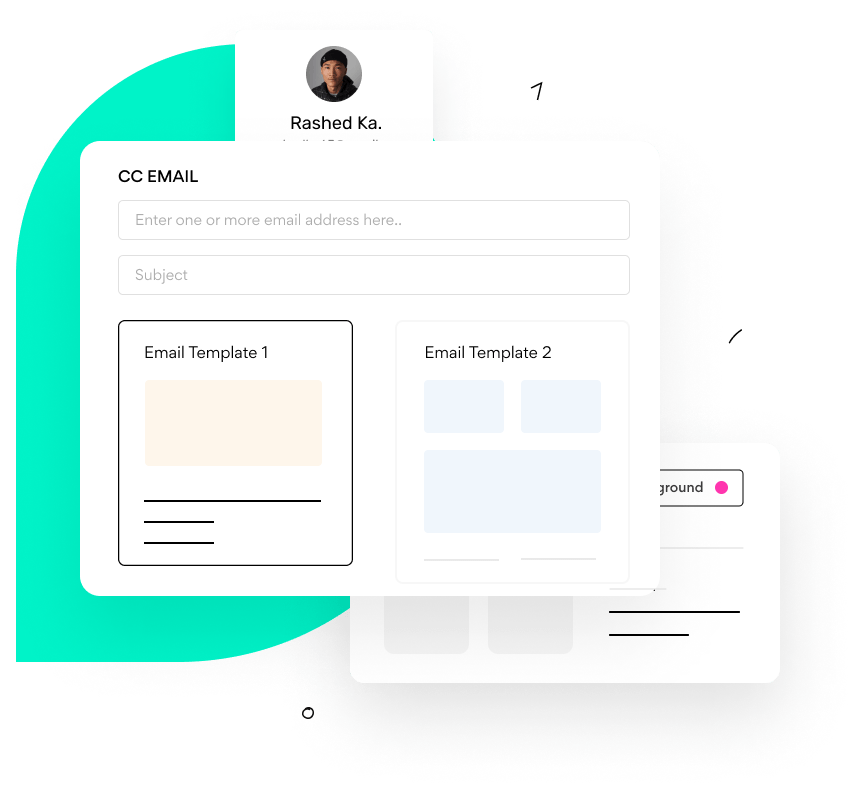 Rashed Ka.
CC EMAIL
Enter one or more email address here..
Subject
Email Template 1
Email Template 2
ground